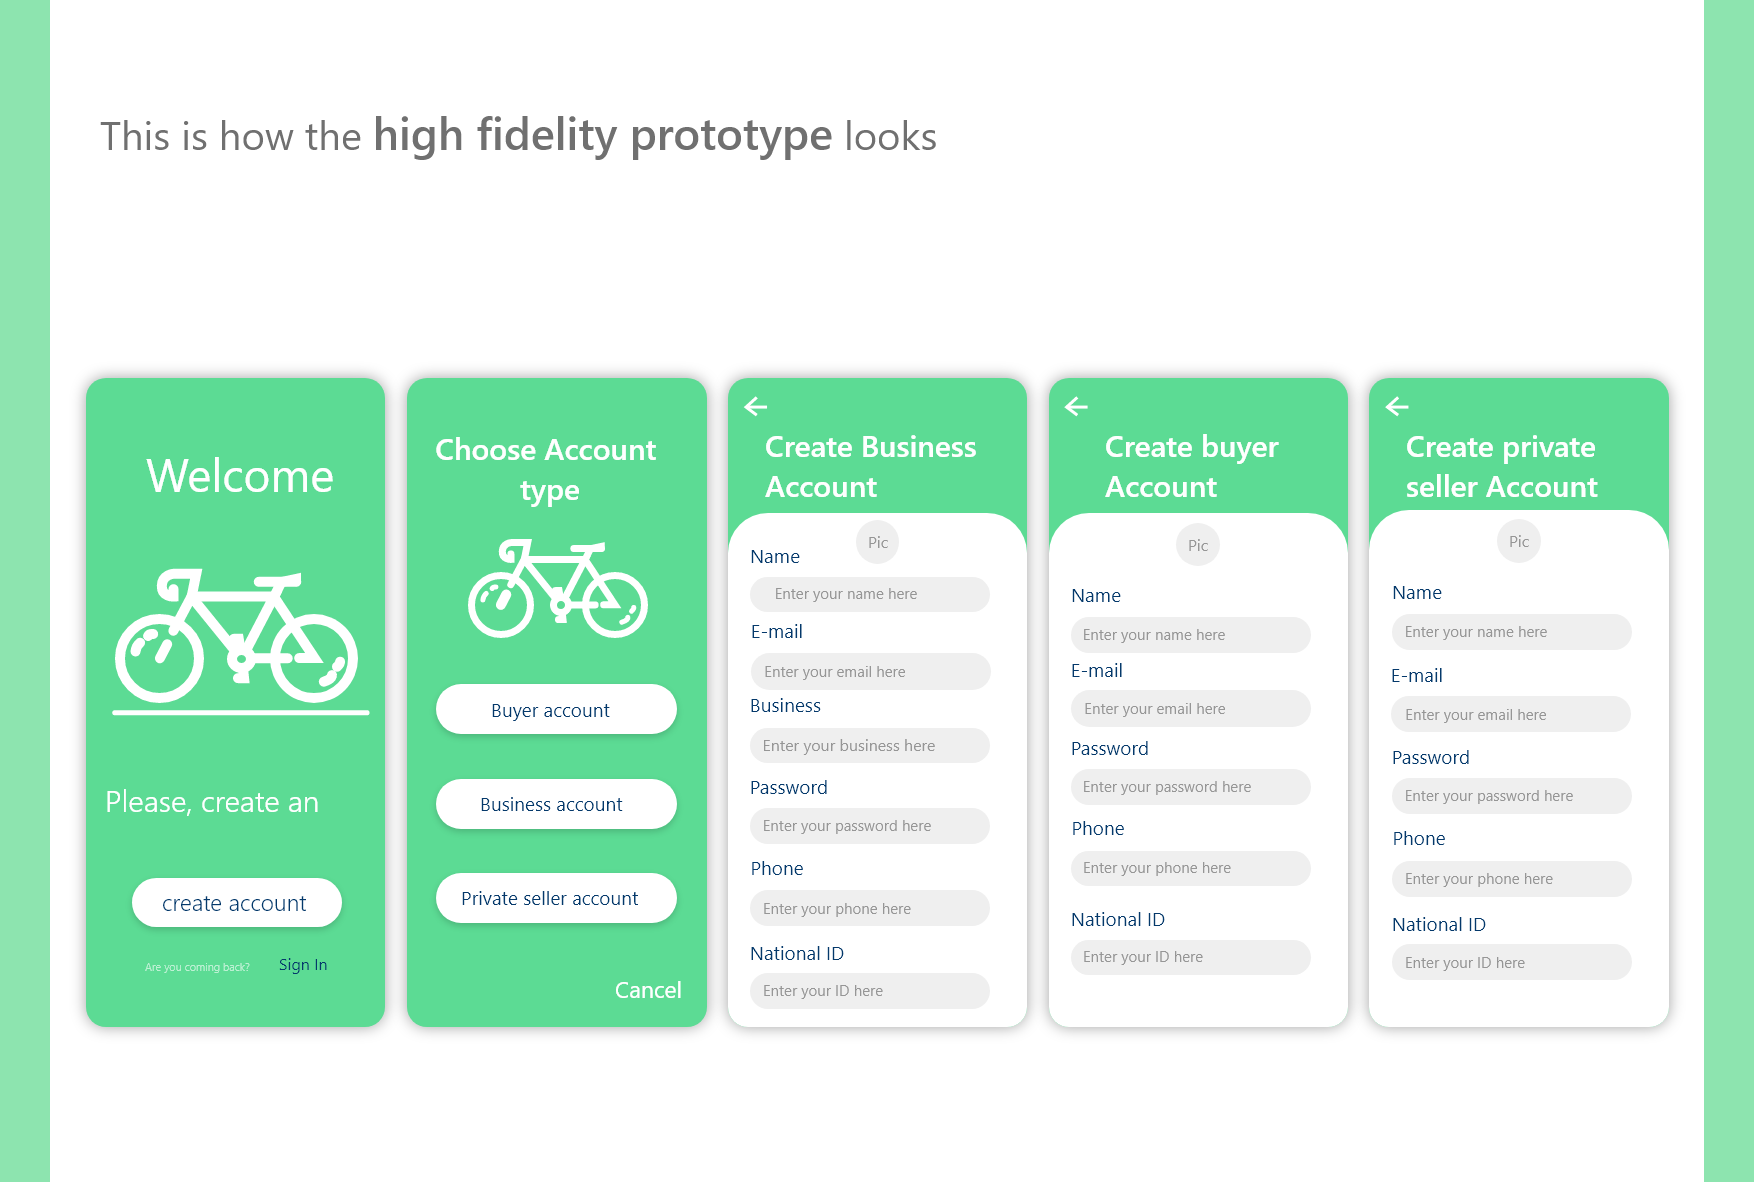 This is how the high fidelity prototype looks
Welcome
Please, create an
create account
Are you coming back? Sign In
Choose Account
type
Buyer account
Business account
Private seller account
Cancel
Create Business
Account
Pic
Name
Enter your name here
E-mail
Enter your email here
Business
Enter your business here
Password
Enter your password here
Phone
Enter your phone here
National ID
Enter your ID here
Create buyer
Account
Pic
Name
Enter your name here
E-mail
Enter your email here
Password
Enter your password here
Phone
Enter your phone here
National ID
Enter your ID here
Create private
seller Account
Pic
Name
Enter your name here
E-mail
Enter your email here
Password
Enter your password here
Phone
Enter your phone here
National ID
Enter your ID here